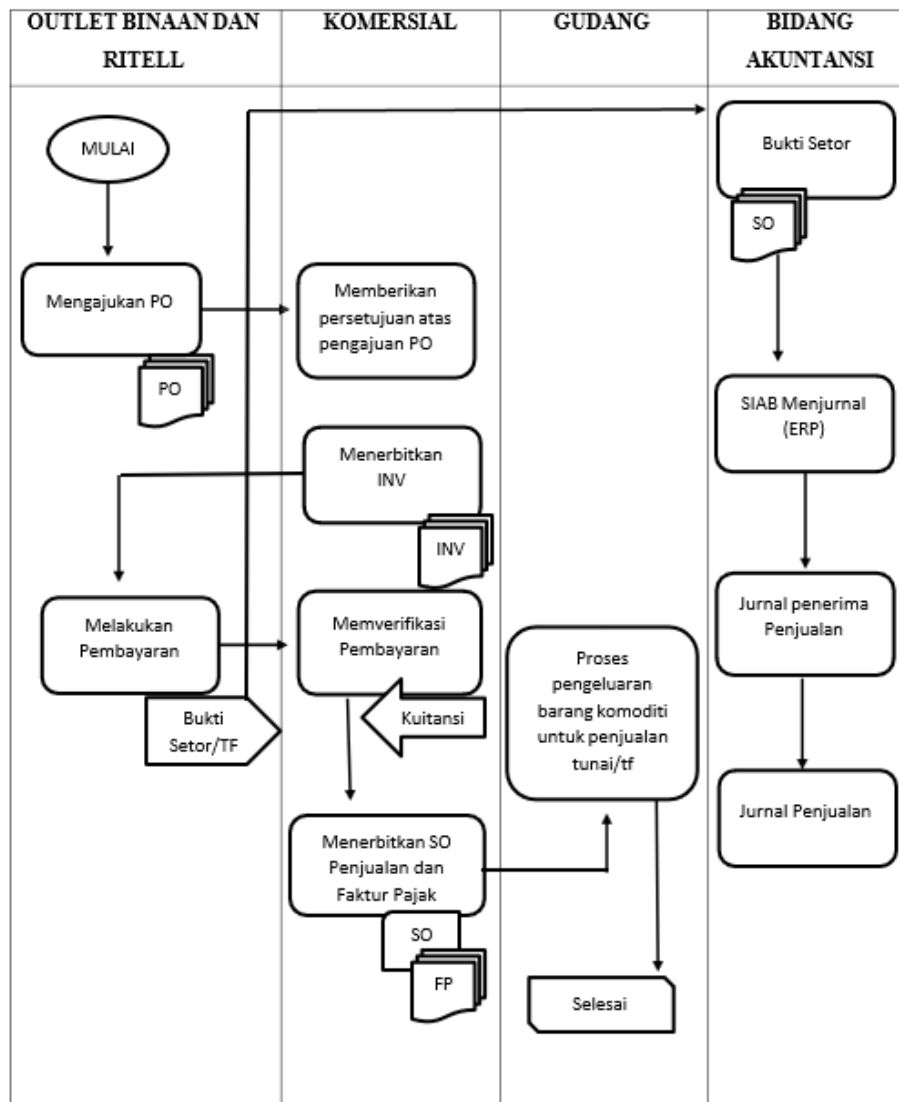 OUTLET BINAAN DAN
RITELL
KOMERSIAL
GUDANG
BIDANG
AKUNTANSI
MULAI
Mengajukan PO
PO
Memberikan
persetujuan atas
pengajuan PO
Menerbitkan
INV
INV
Melakukan
Pembayaran
Bukti
Setor/TF
Memverifikasi
Pembayaran
Kuitansi
Menerbitkan SO
Penjualan dan
Faktur Pajak
SO
FP
Proses
pengeluaran
barang komoditi
untuk penjualan
tunai/tf
Selesai
Bukti Setor
SO
SIAB Menjurnal
(ERP)
Jurnal penerima
Penjualan
Jurnal Penjualan